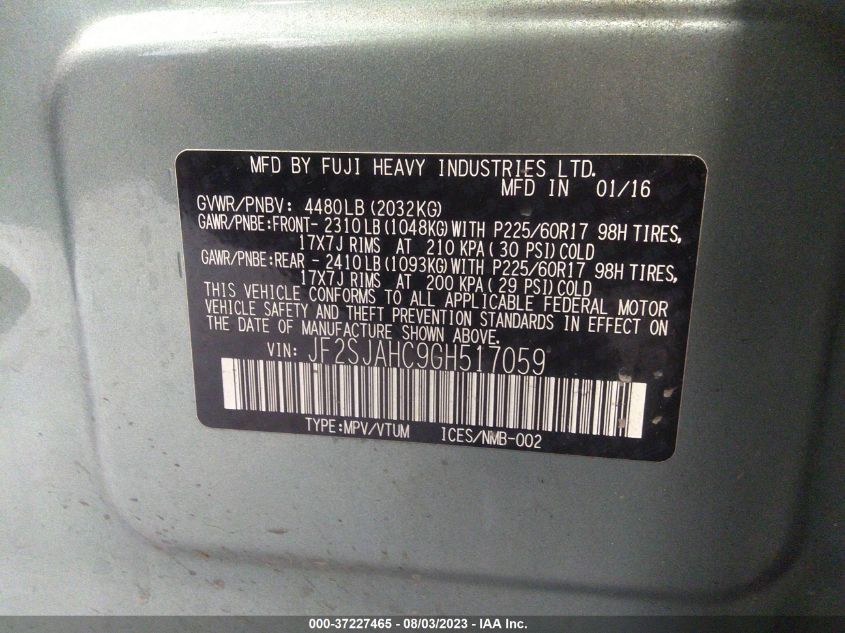 MFD BY FUJI HEAVY INDUSTRIES LTD.
MFD IN 01/16
GVWR/PNBV: 4480LB (2032KG)
GAWR/PNBE:FRONT- 2310LB (1048KG) WITH P225/60R17 98H TIRES,
17X7J RIMS AT 210 KPA (30 PSI) COLD
GAWR/PNBE:REAR - 2410LB (1093KG) WITH P225/60R17 98H TIRES,
17X7J RIMS AT 200 KPA (29 PSI) COLD
THIS VEHICLE CONFORMS TO ALL APPLICABLE FEDERAL MOTOR
VEHICLE SAFETY AND THEFT PREVENTION STANDARDS IN EFFECT ON
THE DATE OF MANUFACTURE SHOWN ABOVE.
VIN: JF2SJAHC9GH517059
TYPE:MPV/VTUM ICES/NMB-002
000-37227465 - 08/03/2023 - IAA Inc.